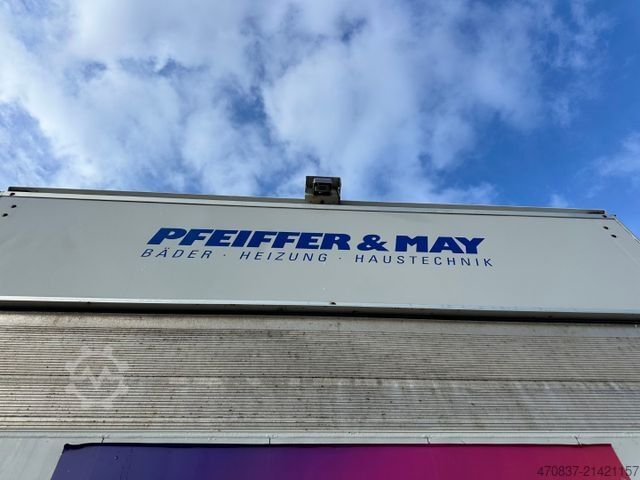 PFEIFFER & MAY
BÄDER · HEIZUNG · HAUSTECHNIK
470837-21421157